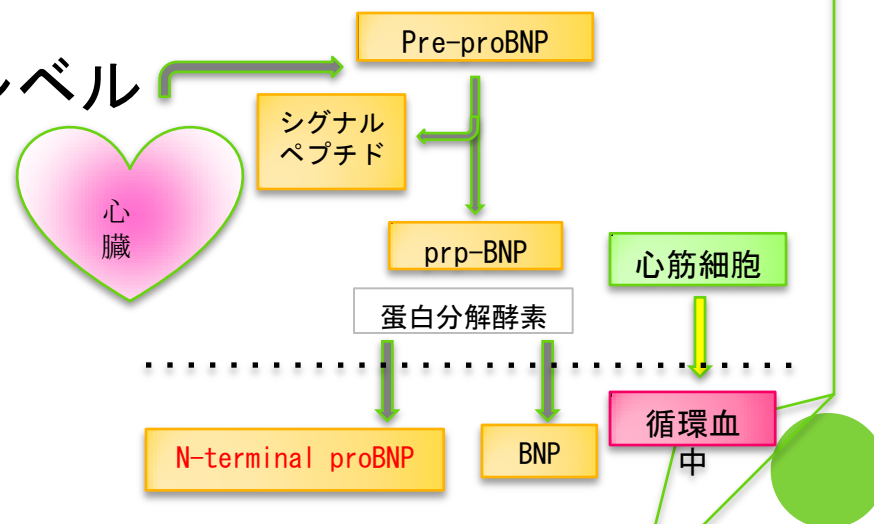 Pre-proBNP
ベル
シグナル
ペプチド
心
臓
prp-BNP
心筋細胞
蛋白分解酵素
循環血
中
N-terminal proBNP
BNP